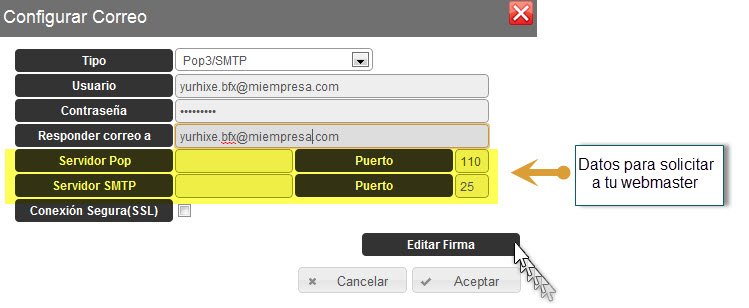 Configurar Correo
Tipo Pop3/SMTP
Usuario yurhixe.bfx@miempresa.com
Contraseña •••••••••
Responder correo a yurhixe.bfx@miempresa.com
Servidor Pop Puerto 110
Servidor SMTP Puerto 25
Conexión Segura(SSL)
Datos para solicitar
a tu webmaster
Editar Firma
Cancelar Aceptar